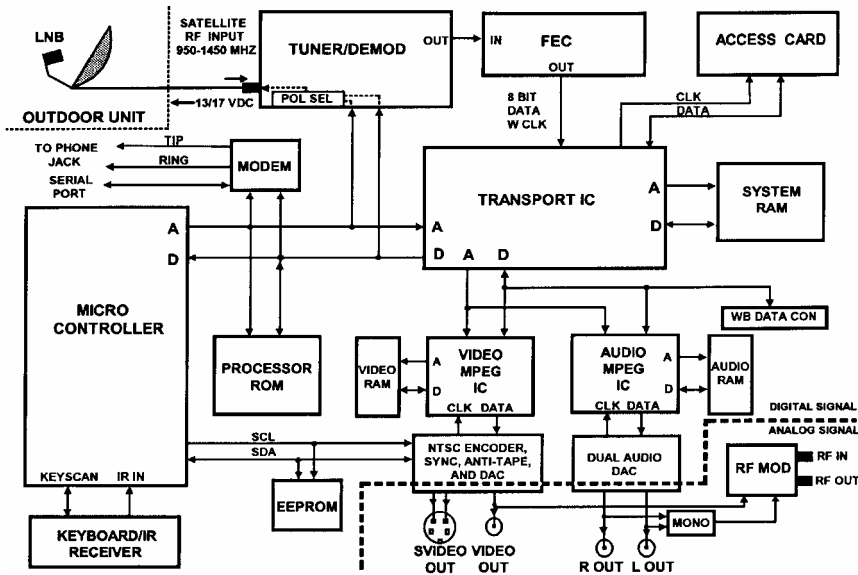 LNB
OUTDOOR UNIT
SATELLITE
RF INPUT
950-1450 MHZ
13/17 VDC
TUNER/DEMOD
OUT
POL SEL
IN
FEC
OUT
8 BIT
DATA
W CLK
ACCESS CARD
CLK
DATA
TO PHONE
JACK
TIP
RING
SERIAL
PORT
MODEM
TRANSPORT IC
A
D
A
D
A D
SYSTEM
RAM
A
D
MICRO
CONTROLLER
KEYSCAN
IR IN
PROCESSOR
ROM
VIDEO
RAM
A
D
VIDEO
MPEG
IC
CLK DATA
AUDIO
MPEG
IC
A
D
CLK DATA
AUDIO
RAM
WB DATA CON
DIGITAL SIGNAL
ANALOG SIGNAL
SCL
SDA
EEPROM
NTSC ENCODER,
SYNC, ANTI-TAPE,
AND DAC
DUAL AUDIO
DAC
RF MOD
RF IN
RF OUT
MONO
KEYBOARD/IR
RECEIVER
SVIDEO
OUT
VIDEO
OUT
R OUT
L OUT